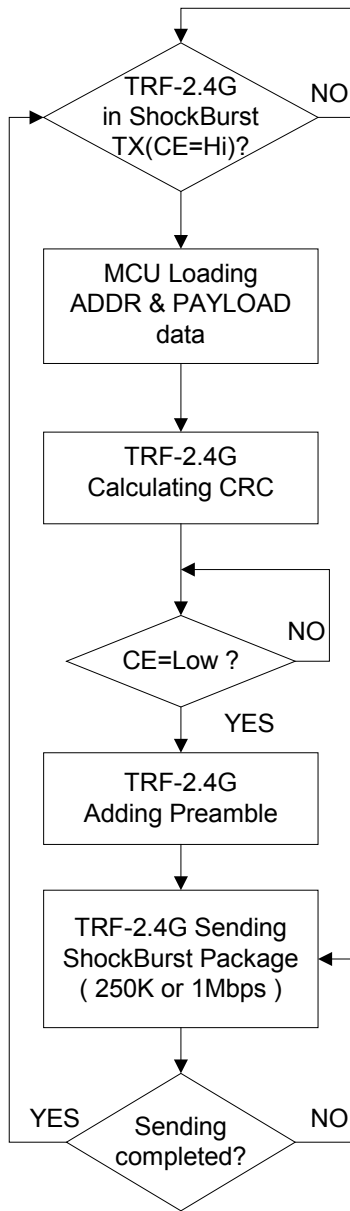 TRF-2.4G
in ShockBurst
TX(CE=Hi)?
NO
MCU Loading
ADDR & PAYLOAD
data
TRF-2.4G
Calculating CRC
NO
CE=Low ?
YES
TRF-2.4G
Adding Preamble
TRF-2.4G Sending
ShockBurst Package
( 250K or 1Mbps )
YES
Sending
completed?
NO